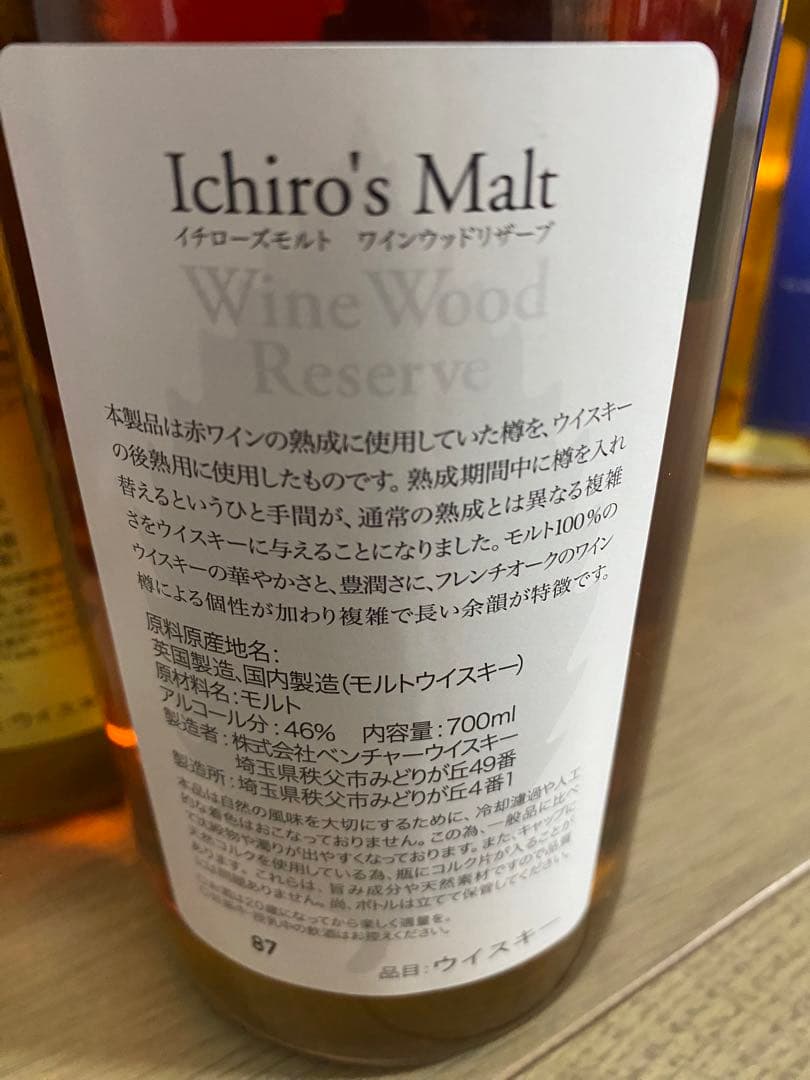 Ichiro's Malt
イチローズモルト　ワインウッドリザーブ
Wine Wood
Reserve
本製品は赤ワインの熟成に使用していた樽を、ウイスキー
の後熟用に使用したものです。熟成期間中に樽を入れ
替えるというひと手間が、通常の熟成とは異なる複雑
さをウイスキーに与えることになりました。モルト100%の
ウイスキーの華やかさと、豊潤さに、フレンチオークのワイン
樽による個性が加わり複雑で長い余韻が特徴です。
原料原産地名:
英国製造、国内製造(モルトウイスキー)
原材料名:モルト
アルコール分:46%　内容量:700ml
製造者:株式会社ベンチャーウイスキー
埼玉県秩父市みどりが丘49番
製造所:埼玉県秩父市みどりが丘4番1
本品は自然の風味を大切にするために、冷却濾過や人工
的な着色はおこなっておりません。この為、一般品に比べ
て沈殿物や濁りが出やすくなっております。また、キャップに
天然コルクを使用している為、瓶にコルク片が入ることが
あります。これらは、旨み成分や天然素材ですので品質
には問題ありません。尚、ボトルは立てて保管してください。
お酒は20歳になってから楽しく適量を。
妊娠中・授乳中の飲酒はお控えください。
87
品目:ウイスキー
ウイスキー